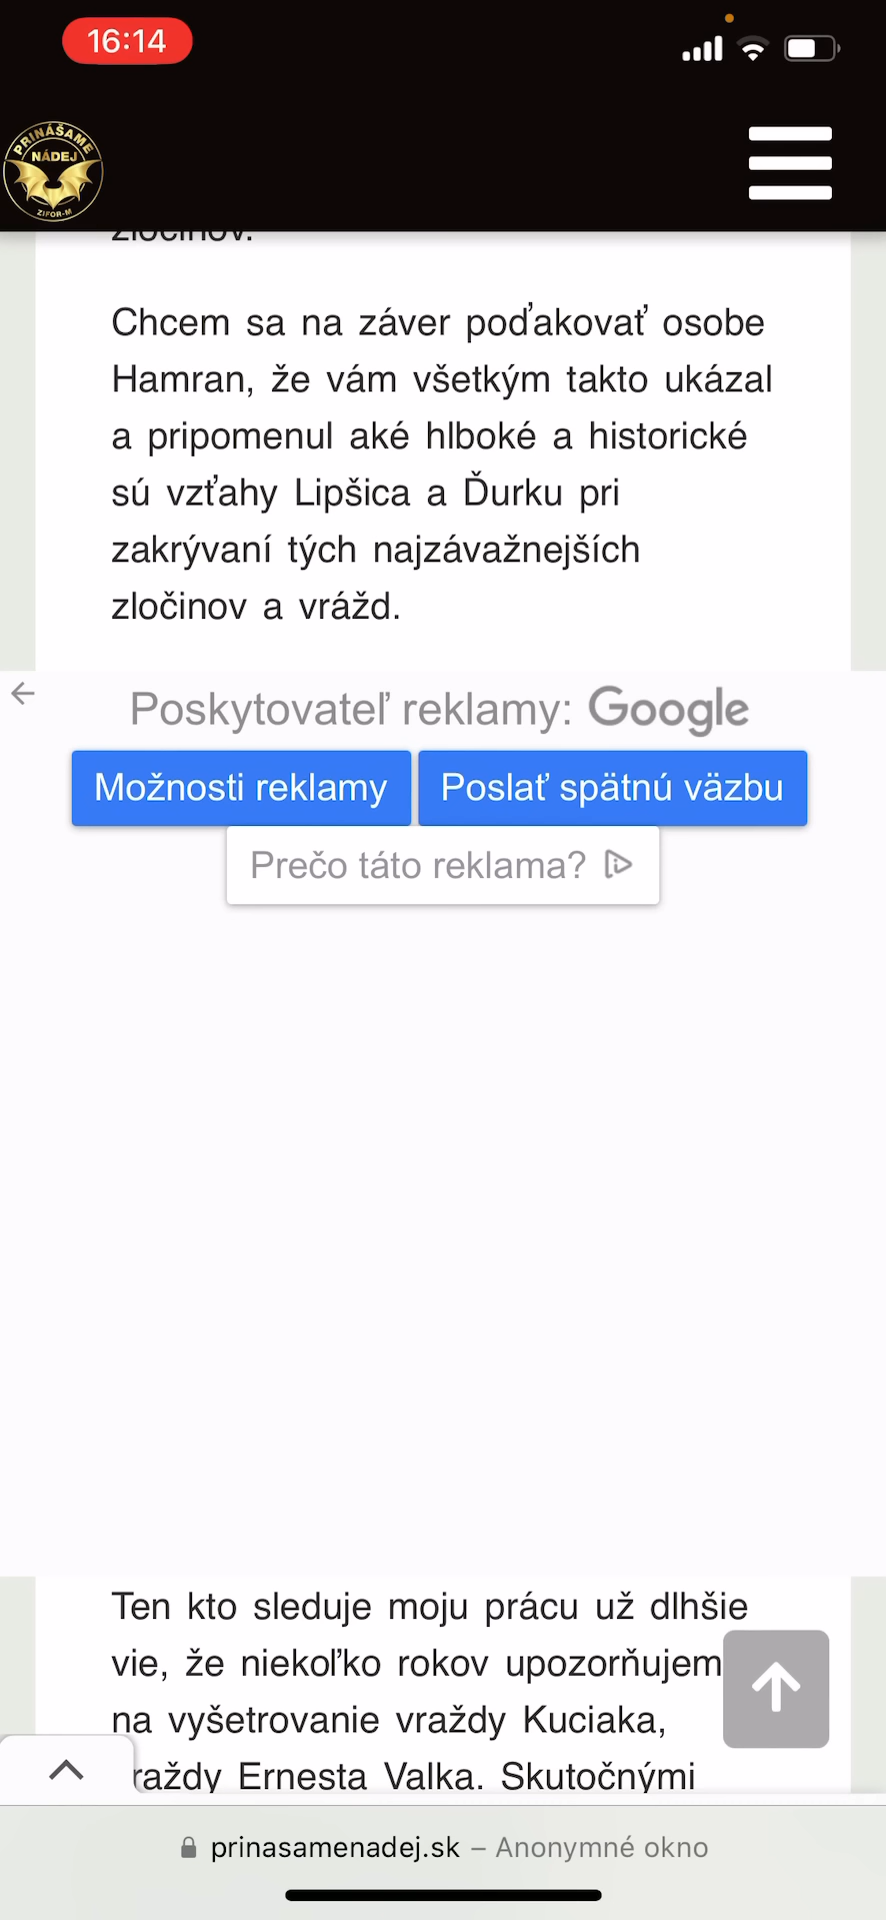 16:14
PRINÁŠAME
NÁDEJ
ZIFOR-M
zločinov.
Chcem sa na záver poďakovať osobe
Hamran, že vám všetkým takto ukázal
a pripomenul aké hlboké a historické
sú vzťahy Lipšica a Ďurku pri
zakrývaní tých najzávažnejších
zločinov a vrážd.
Poskytovateľ reklamy: Google
Možnosti reklamy
Poslať spätnú väzbu
Prečo táto reklama?
Ten kto sleduje moju prácu už dlhšie
vie, že niekoľko rokov upozorňujem
na vyšetrovanie vraždy Kuciaka,
raždy Ernesta Valka. Skutočnými
prinasamenadej.sk – Anonymné okno